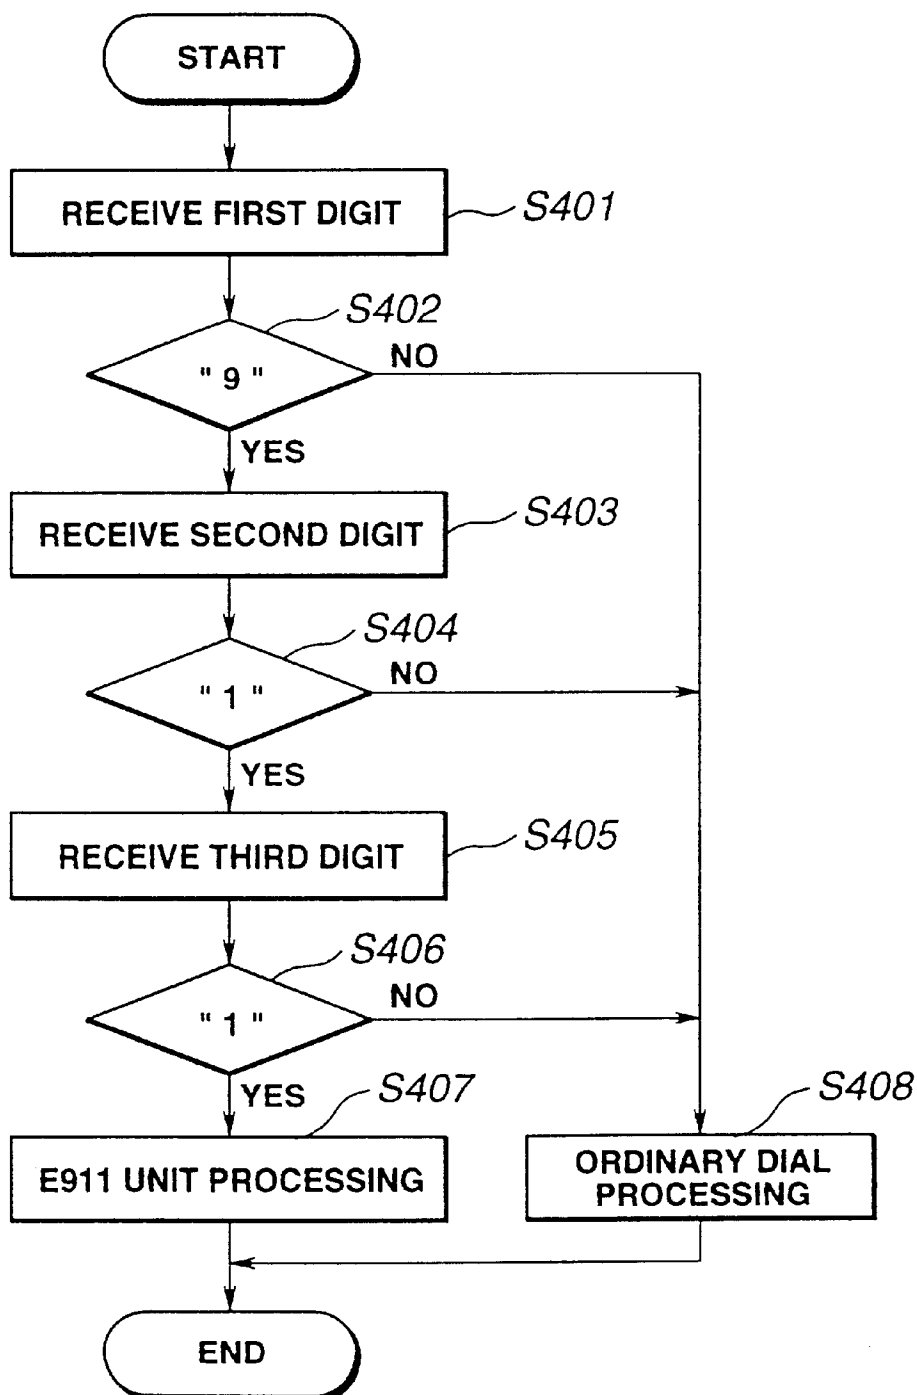 START
RECEIVE FIRST DIGIT
S401
S402
" 9 "
NO
YES
RECEIVE SECOND DIGIT
S403
S404
" 1 "
NO
YES
RECEIVE THIRD DIGIT
S405
S406
" 1 "
NO
YES
S407
S408
E911 UNIT PROCESSING
ORDINARY DIAL
PROCESSING
END